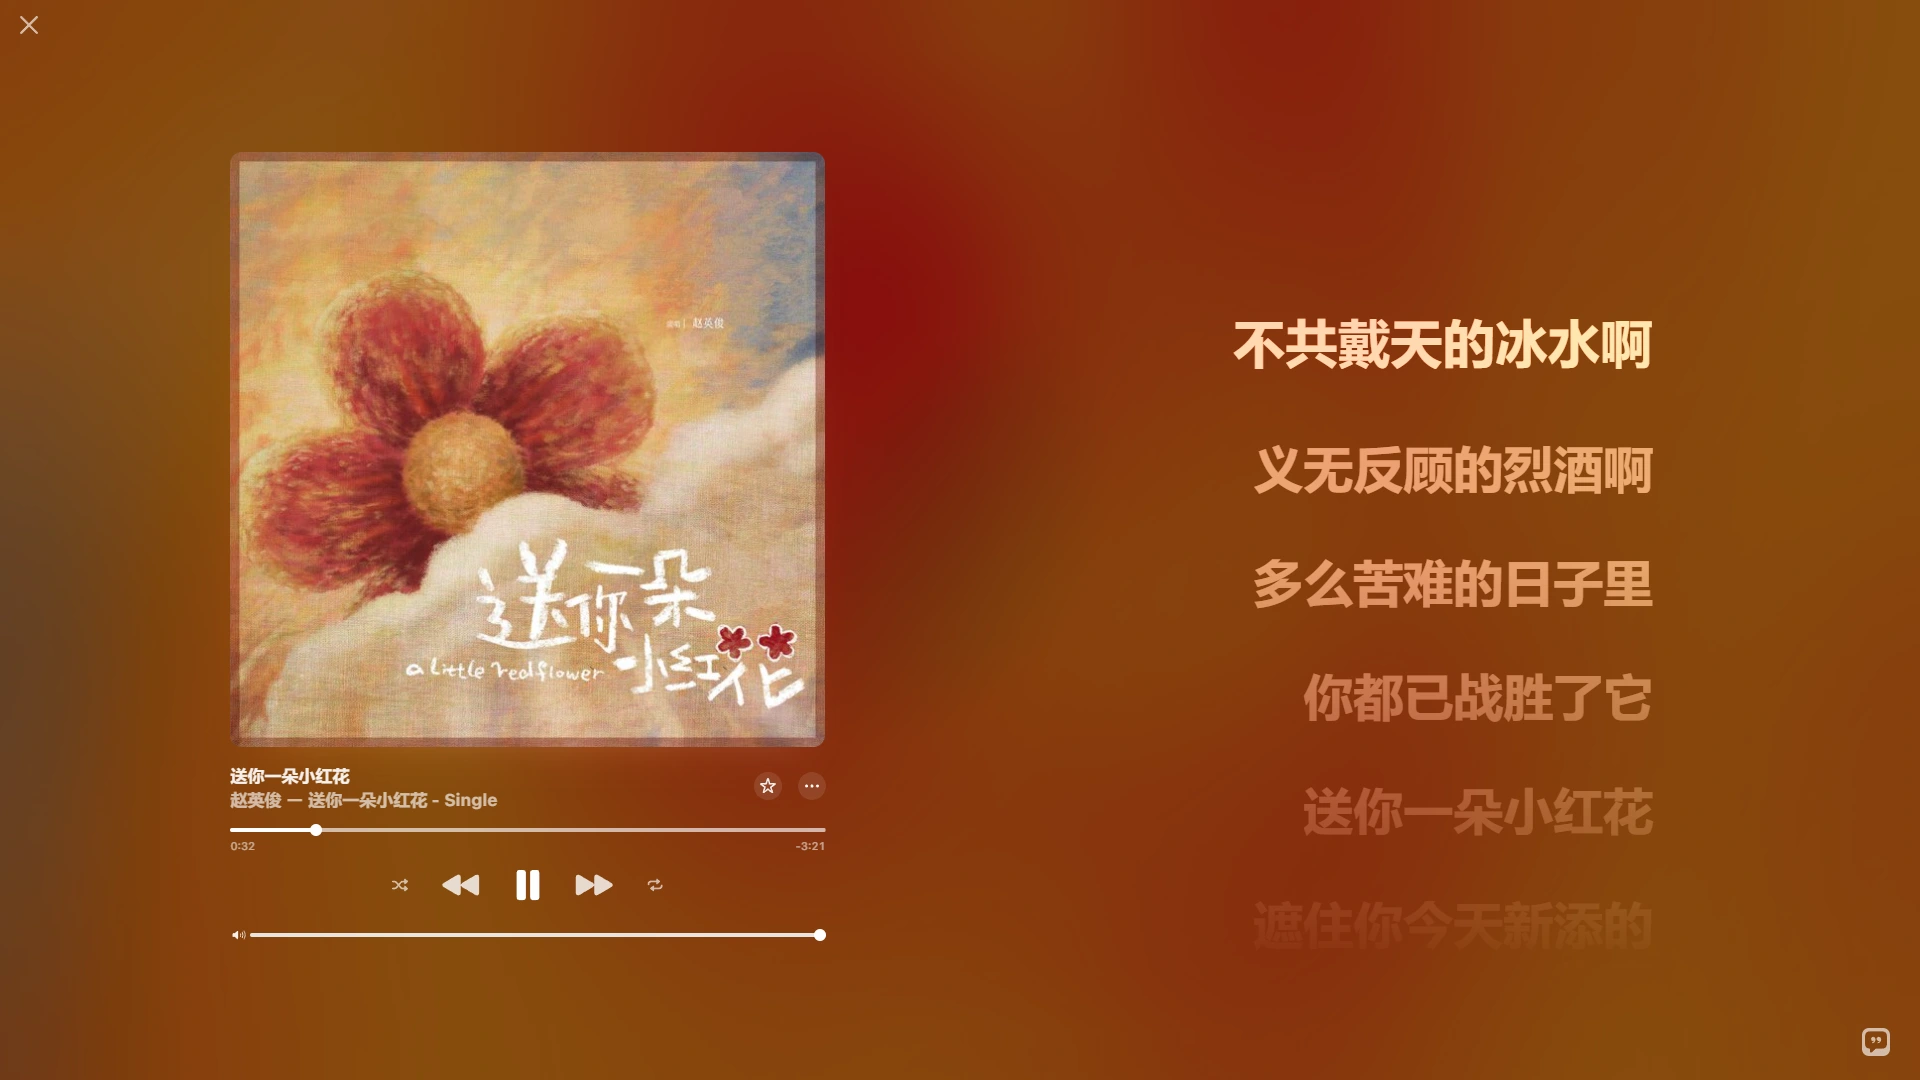 赵英俊
送你一朵
小红花
a little red flower
送你一朵小红花
赵英俊 — 送你一朵小红花 - Single
0:32
-3:21
不共戴天的冰水啊
义无反顾的烈酒啊
多么苦难的日子里
你都已战胜了它
送你一朵小红花
遮住你今天新添的